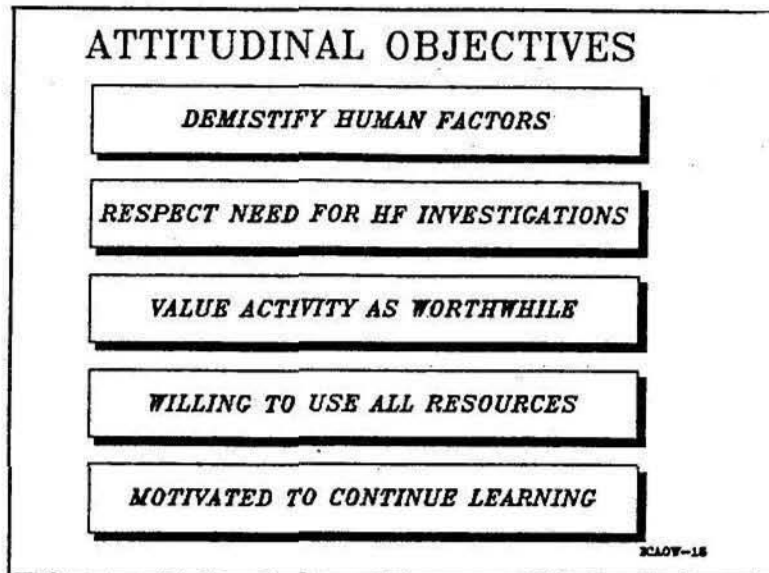 ATTITUDINAL OBJECTIVES
DEMISTIFY HUMAN FACTORS
RESPECT NEED FOR HF INVESTIGATIONS
VALUE ACTIVITY AS WORTHWHILE
WILLING TO USE ALL RESOURCES
MOTIVATED TO CONTINUE LEARNING